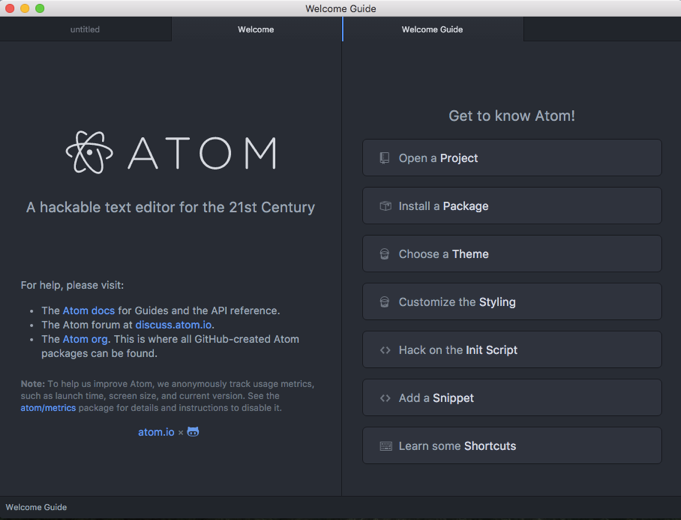 Welcome Guide
untitled
Welcome
Welcome Guide
ATOM
A hackable text editor for the 21st Century
For help, please visit:
• The Atom docs for Guides and the API reference.
• The Atom forum at discuss.atom.io.
• The Atom org. This is where all GitHub-created Atom
packages can be found.
Note: To help us improve Atom, we anonymously track usage metrics,
such as launch time, screen size, and current version. See the
atom/metrics package for details and instructions to disable it.
atom.io ×
Get to know Atom!
Open a Project
Install a Package
Choose a Theme
Customize the Styling
Hack on the Init Script
Add a Snippet
Learn some Shortcuts
Welcome Guide